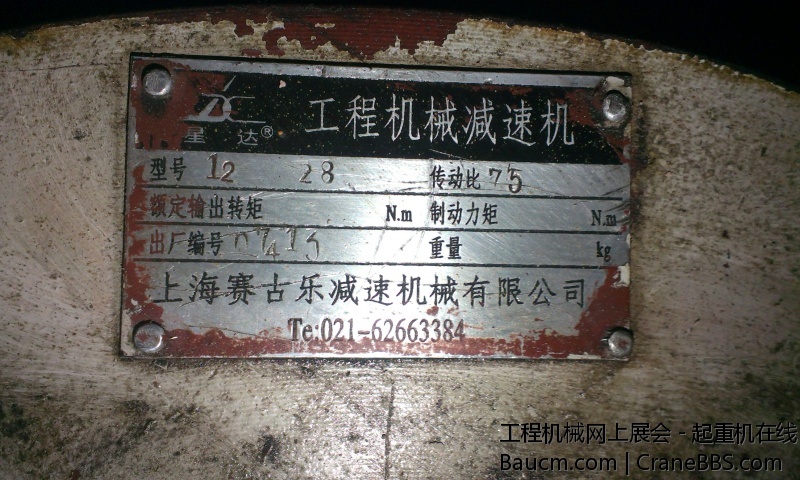 星达®
工程机械减速机
型号 12 28 传动比 75
额定输出转矩 N.m 制动力矩 N.m
出厂编号 重量 kg
上海赛古乐减速机械有限公司
Te:021-62663384
工程机械网上展会 - 起重机在线
Baucm.com | CraneBBS.com